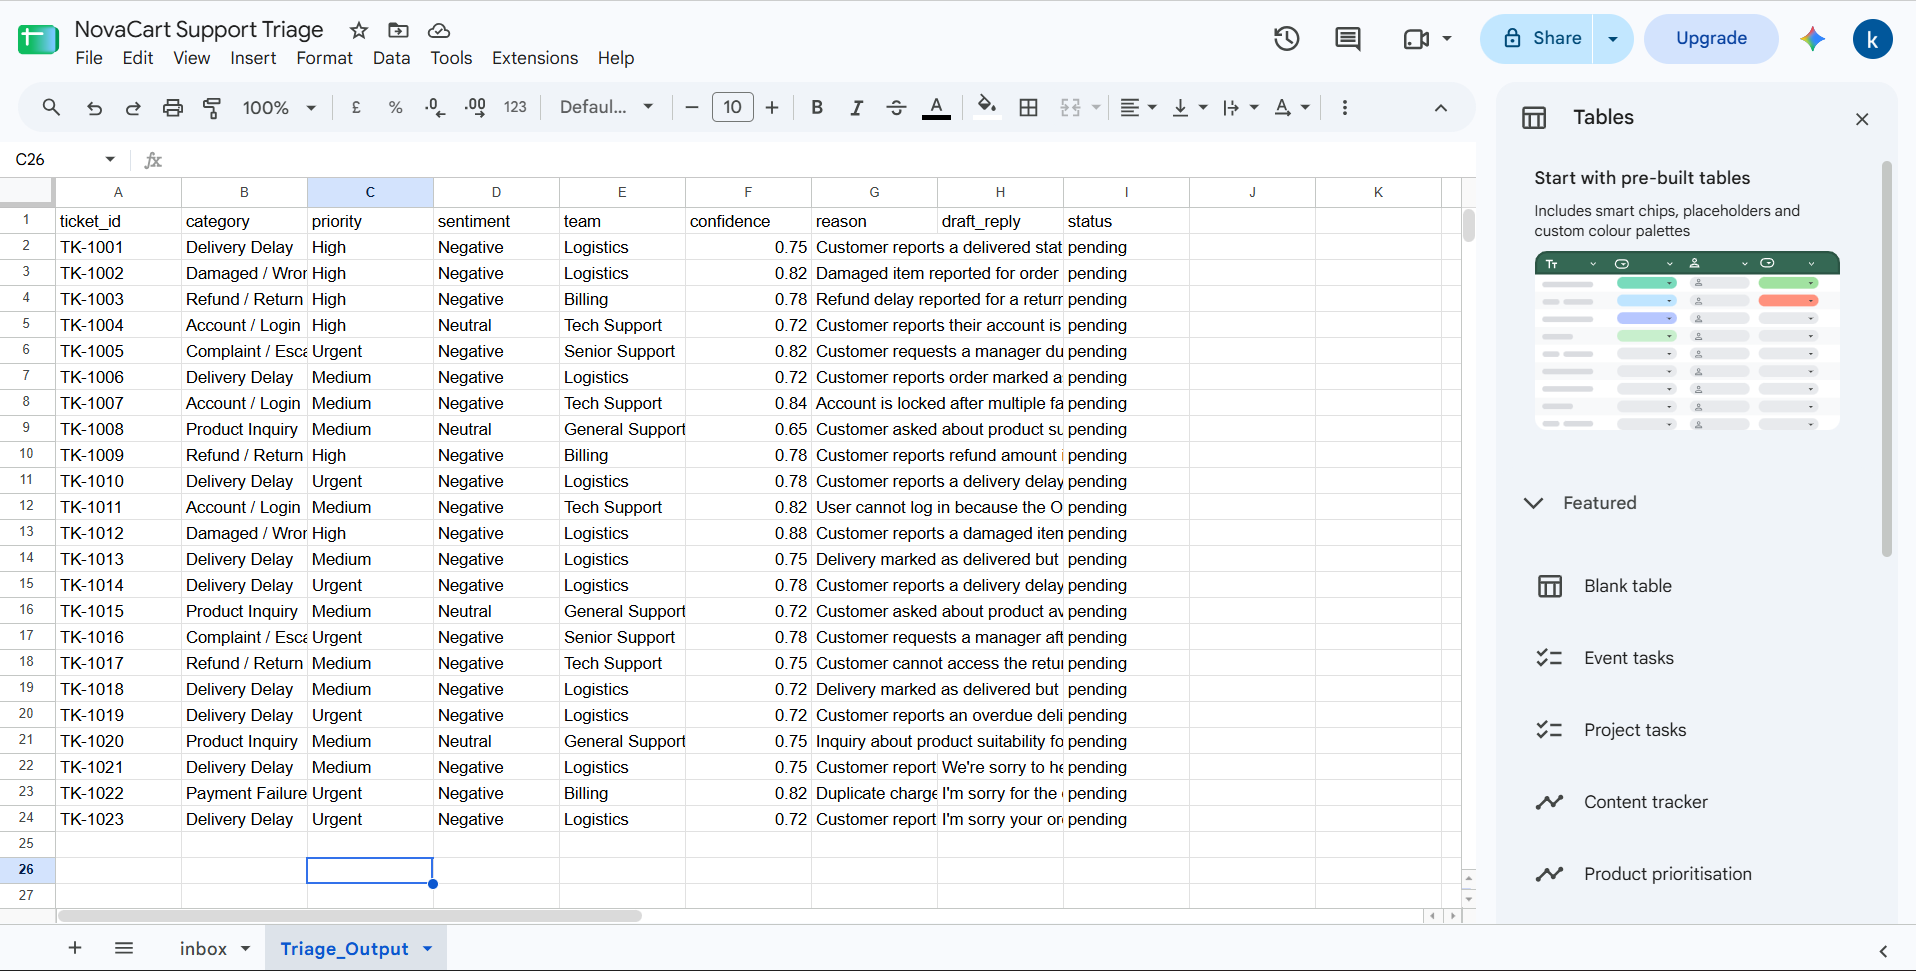 NovaCart Support Triage
File Edit View Insert Format Data Tools Extensions Help
Share
Upgrade
k
100% £ % .0 .00 123 Defaul... 10 B I A
C26 fx
A B C D E F G H I J K
1 ticket_id category priority sentiment team confidence reason draft_reply status
2 TK-1001 Delivery Delay High Negative Logistics 0.75 Customer reports a delivered stat pending
3 TK-1002 Damaged / Wror High Negative Logistics 0.82 Damaged item reported for order pending
4 TK-1003 Refund / Return High Negative Billing 0.78 Refund delay reported for a return pending
5 TK-1004 Account / Login High Neutral Tech Support 0.72 Customer reports their account is pending
6 TK-1005 Complaint / Esca Urgent Negative Senior Support 0.82 Customer requests a manager du pending
7 TK-1006 Delivery Delay Medium Negative Logistics 0.72 Customer reports order marked a pending
8 TK-1007 Account / Login Medium Negative Tech Support 0.84 Account is locked after multiple fa pending
9 TK-1008 Product Inquiry Medium Neutral General Support 0.65 Customer asked about product su pending
10 TK-1009 Refund / Return High Negative Billing 0.78 Customer reports refund amount i pending
11 TK-1010 Delivery Delay Urgent Negative Logistics 0.78 Customer reports a delivery delay pending
12 TK-1011 Account / Login Medium Negative Tech Support 0.82 User cannot log in because the O pending
13 TK-1012 Damaged / Wror High Negative Logistics 0.88 Customer reports a damaged item pending
14 TK-1013 Delivery Delay Medium Negative Logistics 0.75 Delivery marked as delivered but pending
15 TK-1014 Delivery Delay Urgent Negative Logistics 0.78 Customer reports a delivery delay pending
16 TK-1015 Product Inquiry Medium Neutral General Support 0.72 Customer asked about product av pending
17 TK-1016 Complaint / Esca Urgent Negative Senior Support 0.78 Customer requests a manager aft pending
18 TK-1017 Refund / Return Medium Negative Tech Support 0.75 Customer cannot access the retur pending
19 TK-1018 Delivery Delay Medium Negative Logistics 0.72 Delivery marked as delivered but pending
20 TK-1019 Delivery Delay Urgent Negative Logistics 0.72 Customer reports an overdue deli pending
21 TK-1020 Product Inquiry Medium Neutral General Support 0.75 Inquiry about product suitability fo pending
22 TK-1021 Delivery Delay Medium Negative Logistics 0.75 Customer report We're sorry to he pending
23 TK-1022 Payment Failure Urgent Negative Billing 0.82 Duplicate charge I'm sorry for the pending
24 TK-1023 Delivery Delay Urgent Negative Logistics 0.72 Customer report I'm sorry your or pending
25
26
27
inbox Triage_Output
Tables
Start with pre-built tables
Includes smart chips, placeholders and
custom colour palettes
Tт
Featured
Blank table
Event tasks
Project tasks
Content tracker
Product prioritisation